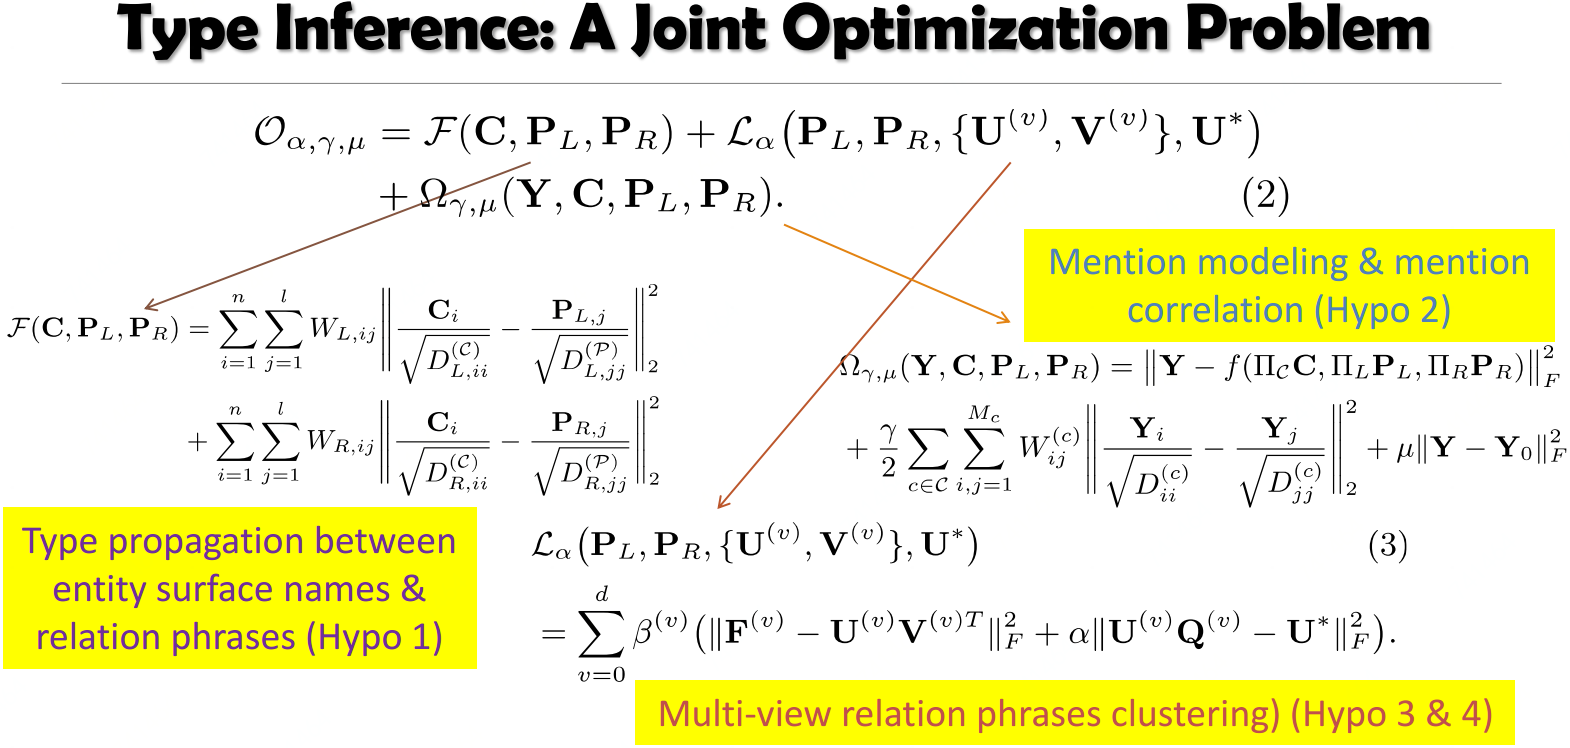 Type Inference: A Joint Optimization Problem
$\mathcal{O}_{\alpha,\gamma,\mu} = \mathcal{F}(\mathbf{C}, \mathbf{P}_L, \mathbf{P}_R) + \mathcal{L}_\alpha(\mathbf{P}_L, \mathbf{P}_R, \{\mathbf{U}^{(v)}, \mathbf{V}^{(v)}\}, \mathbf{U}^*)$
$+ \Omega_{\gamma,\mu}(\mathbf{Y}, \mathbf{C}, \mathbf{P}_L, \mathbf{P}_R).$ (2)
Mention modeling & mention
correlation (Hypo 2)
$\mathcal{F}(\mathbf{C}, \mathbf{P}_L, \mathbf{P}_R) = \sum_{i=1}^{n} \sum_{j=1}^{l} W_{L,ij} \left\| \frac{\mathbf{C}_i}{\sqrt{D_{L,ii}^{(\mathcal{C})}}} - \frac{\mathbf{P}_{L,j}}{\sqrt{D_{L,jj}^{(\mathcal{P})}}} \right\|_2^2$
$+ \sum_{i=1}^{n} \sum_{j=1}^{l} W_{R,ij} \left\| \frac{\mathbf{C}_i}{\sqrt{D_{R,ii}^{(\mathcal{C})}}} - \frac{\mathbf{P}_{R,j}}{\sqrt{D_{R,jj}^{(\mathcal{P})}}} \right\|_2^2$
$\Omega_{\gamma,\mu}(\mathbf{Y}, \mathbf{C}, \mathbf{P}_L, \mathbf{P}_R) = \left\| \mathbf{Y} - f(\Pi_{\mathcal{C}}\mathbf{C}, \Pi_L\mathbf{P}_L, \Pi_R\mathbf{P}_R) \right\|_F^2$
$+ \frac{\gamma}{2} \sum_{c \in \mathcal{C}} \sum_{i,j=1}^{M_c} W_{ij}^{(c)} \left\| \frac{\mathbf{Y}_i}{\sqrt{D_{ii}^{(c)}}} - \frac{\mathbf{Y}_j}{\sqrt{D_{jj}^{(c)}}} \right\|_2^2 + \mu \|\mathbf{Y} - \mathbf{Y}_0\|_F^2$
Type propagation between
entity surface names &
relation phrases (Hypo 1)
$\mathcal{L}_\alpha(\mathbf{P}_L, \mathbf{P}_R, \{\mathbf{U}^{(v)}, \mathbf{V}^{(v)}\}, \mathbf{U}^*)$ (3)
$= \sum_{v=0}^{d} \beta^{(v)} \left( \|\mathbf{F}^{(v)} - \mathbf{U}^{(v)}\mathbf{V}^{(v)T}\|_F^2 + \alpha \|\mathbf{U}^{(v)}\mathbf{Q}^{(v)} - \mathbf{U}^*\|_F^2 \right).$
Multi-view relation phrases clustering) (Hypo 3 & 4)